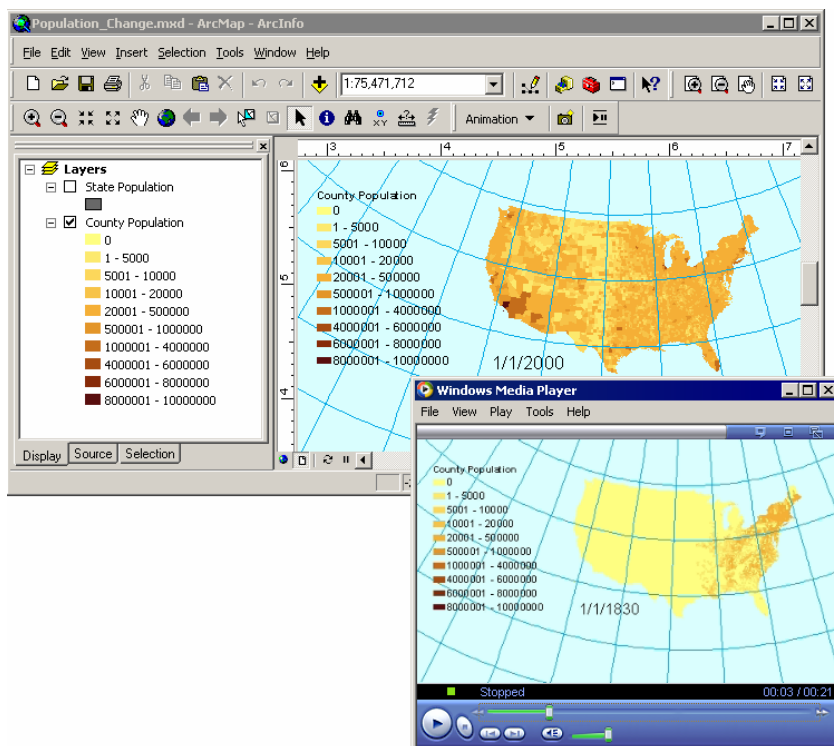 Population_Change.mxd - ArcMap - ArcInfo
File Edit View Insert Selection Tools Window Help
1:75,471,712
Animation
Layers
State Population
County Population
0
1 - 5000
5001 - 10000
10001 - 20000
20001 - 500000
500001 - 1000000
1000001 - 4000000
4000001 - 6000000
6000001 - 8000000
8000001 - 10000000
Display Source Selection
3 4 5 6 7
6
5
4
County Population
0
1 - 5000
5001 - 10000
10001 - 20000
20001 - 500000
500001 - 1000000
1000001 - 4000000
4000001 - 6000000
6000001 - 8000000
8000001 - 10000000
1/1/2000
Windows Media Player
File View Play Tools Help
County Population
0
1 - 5000
5001 - 10000
10001 - 20000
20001 - 500000
500001 - 1000000
1000001 - 4000000
4000001 - 6000000
6000001 - 8000000
8000001 - 10000000
1/1/1830
Stopped 00:03 / 00:21